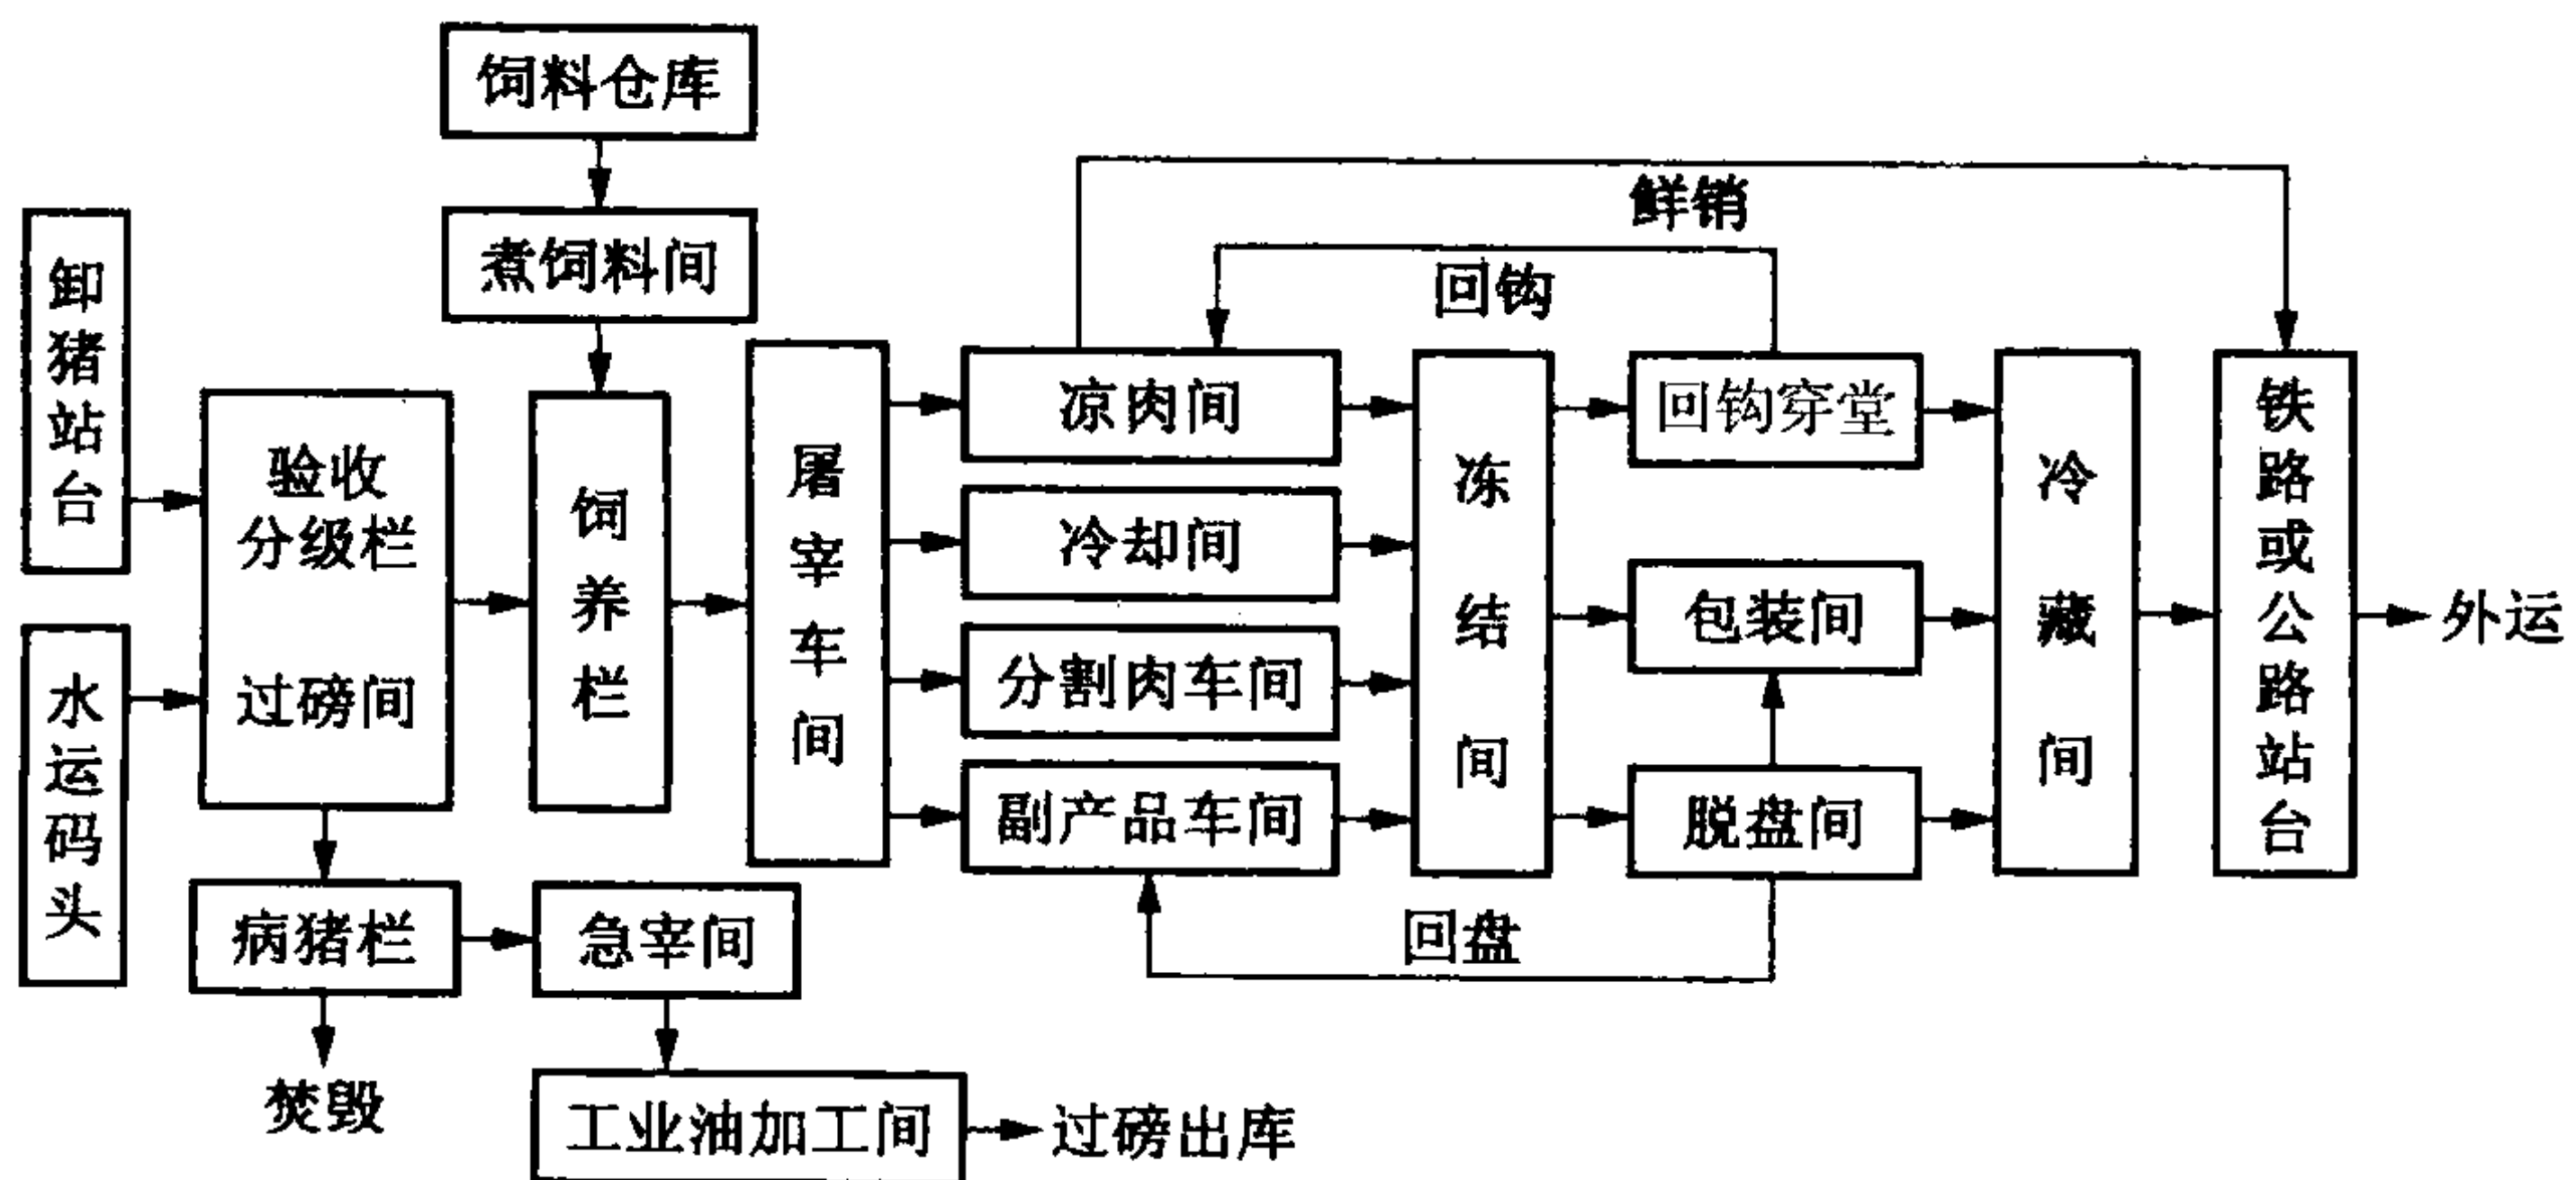 饲料仓库
煮饲料间
卸猪站台
水运码头
验收
分级栏
过磅间
饲养栏
屠宰车间
病猪栏
急宰间
焚毁
工业油加工间
过磅出库
鲜销
回钩
凉肉间
冷却间
分割肉车间
副产品车间
冻结间
回钩穿堂
包装间
脱盘间
回盘
冷藏间
铁路或公路站台
外运